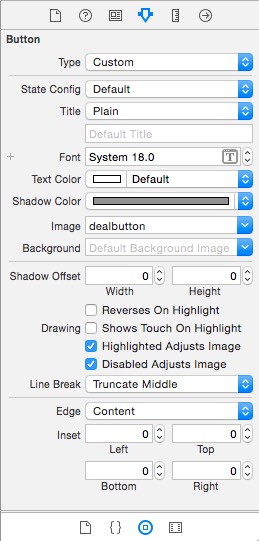 Button
Type Custom
State Config Default
Title Plain
Default Title
+ Font System 18.0 T
Text Color Default
Shadow Color
Image dealbutton
Background Default Background Image
Shadow Offset 0 0
Width Height
Reverses On Highlight
Drawing Shows Touch On Highlight
Highlighted Adjusts Image
Disabled Adjusts Image
Line Break Truncate Middle
Edge Content
Inset 0 0
Left Top
0 0
Bottom Right
{ }